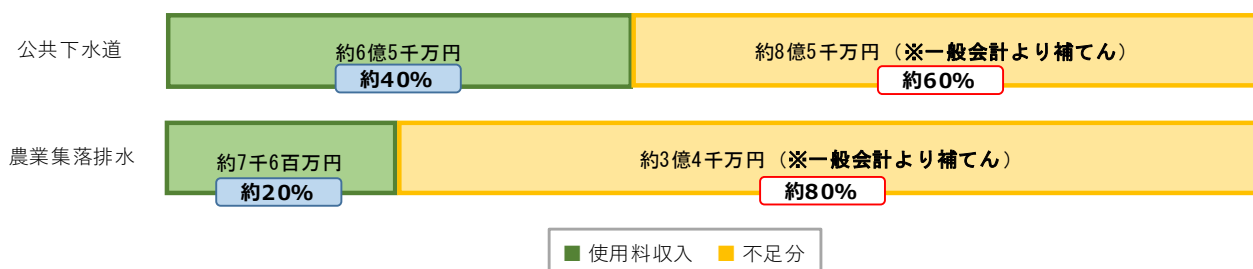 公共下水道
約6億5千万円
約40%
約8億5千万円（※一般会計より補てん）
約60%
農業集落排水
約7千6百万円
約20%
約3億4千万円（※一般会計より補てん）
約80%
使用料収入 不足分